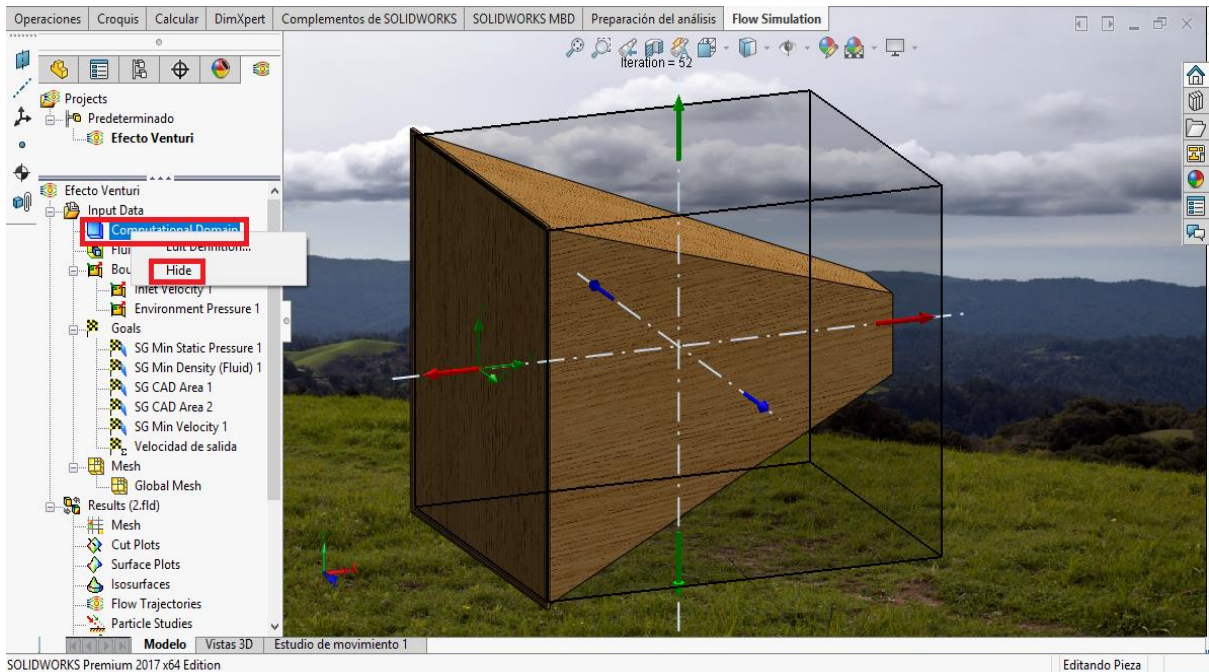 Operaciones Croquis Calcular DimXpert Complementos de SOLIDWORKS SOLIDWORKS MBD Preparación del análisis Flow Simulation
Iteration = 52
Projects
Predeterminado
Efecto Venturi
Efecto Venturi
Input Data
Computational Domain
Edit Definition...
Hide
Inlet Velocity 1
Environment Pressure 1
Goals
SG Min Static Pressure 1
SG Min Density (Fluid) 1
SG CAD Area 1
SG CAD Area 2
SG Min Velocity 1
Velocidad de salida
Mesh
Global Mesh
Results (2.fld)
Mesh
Cut Plots
Surface Plots
Isosurfaces
Flow Trajectories
Particle Studies
Modelo Vistas 3D Estudio de movimiento 1
SOLIDWORKS Premium 2017 x64 Edition Editando Pieza